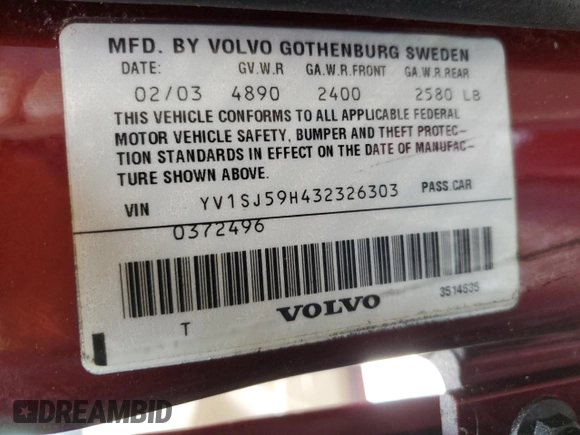 MFD. BY VOLVO GOTHENBURG SWEDEN
DATE: GV.W.R GA.W.R.FRONT GA.W.R.REAR
02/03 4890 2400 2580 LB
THIS VEHICLE CONFORMS TO ALL APPLICABLE FEDERAL
MOTOR VEHICLE SAFETY, BUMPER AND THEFT PROTEC-
TION STANDARDS IN EFFECT ON THE DATE OF MANUFAC-
TURE SHOWN ABOVE.
VIN YV1SJ59H432326303 PASS.CAR
0372496
3514635
T VOLVO
DREAMBID